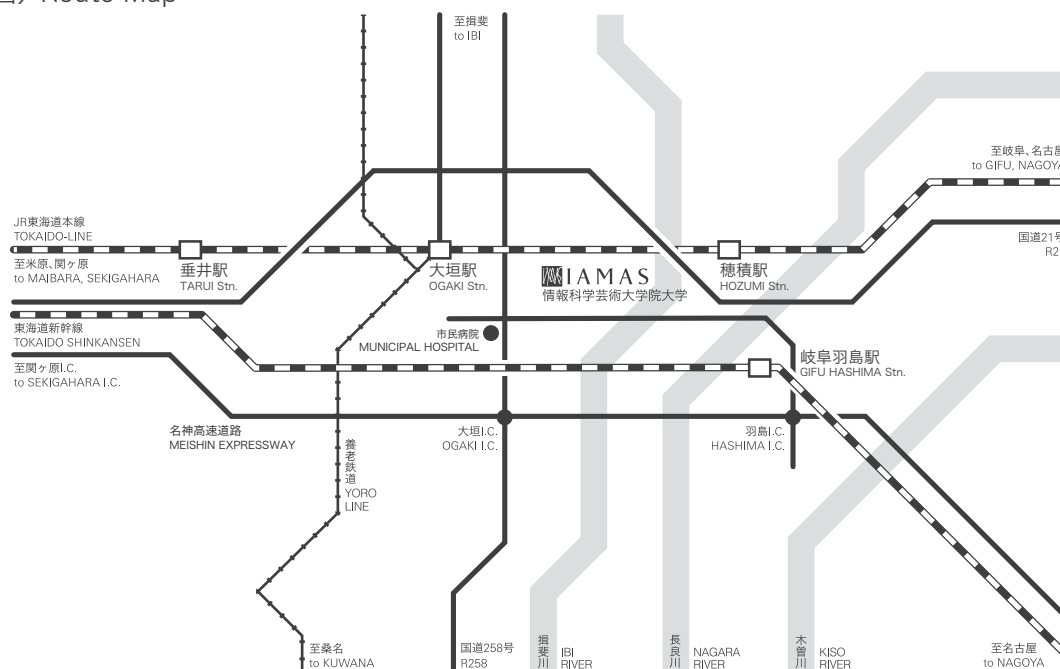 図) Route Map
至揖斐
to IBI
至岐阜、名古屋
to GIFU, NAGOYA
JR東海道本線
TOKAIDO-LINE
至米原、関ヶ原
to MAIBARA, SEKIGAHARA
垂井駅
TARUI Stn.
大垣駅
OGAKI Stn.
IAMAS
情報科学芸術大学院大学
穂積駅
HOZUMI Stn.
国道21号
R2
東海道新幹線
TOKAIDO SHINKANSEN
至関ヶ原I.C.
to SEKIGAHARA I.C.
市民病院
MUNICIPAL HOSPITAL
岐阜羽島駅
GIFU HASHIMA Stn.
名神高速道路
MEISHIN EXPRESSWAY
大垣I.C.
OGAKI I.C.
羽島I.C.
HASHIMA I.C.
養老鉄道
YORO
LINE
至桑名
to KUWANA
国道258号
R258
揖斐川
IBI
RIVER
長良川
NAGARA
RIVER
木曽川
KISO
RIVER
至名古屋
to NAGOYA